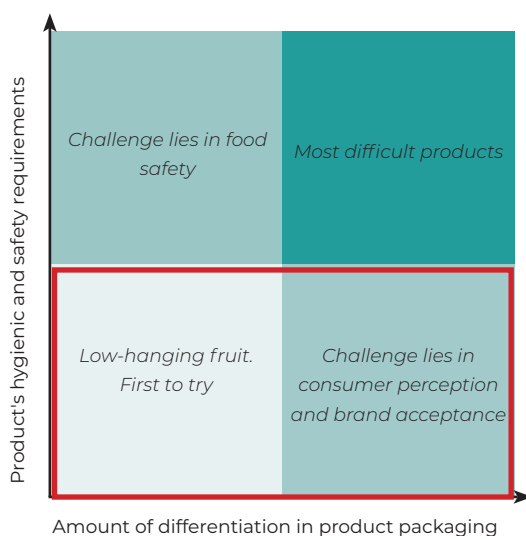 Product's hygienic and safety requirements
Challenge lies in food
safety
Most difficult products
Low-hanging fruit.
First to try
Challenge lies in
consumer perception
and brand acceptance
Amount of differentiation in product packaging